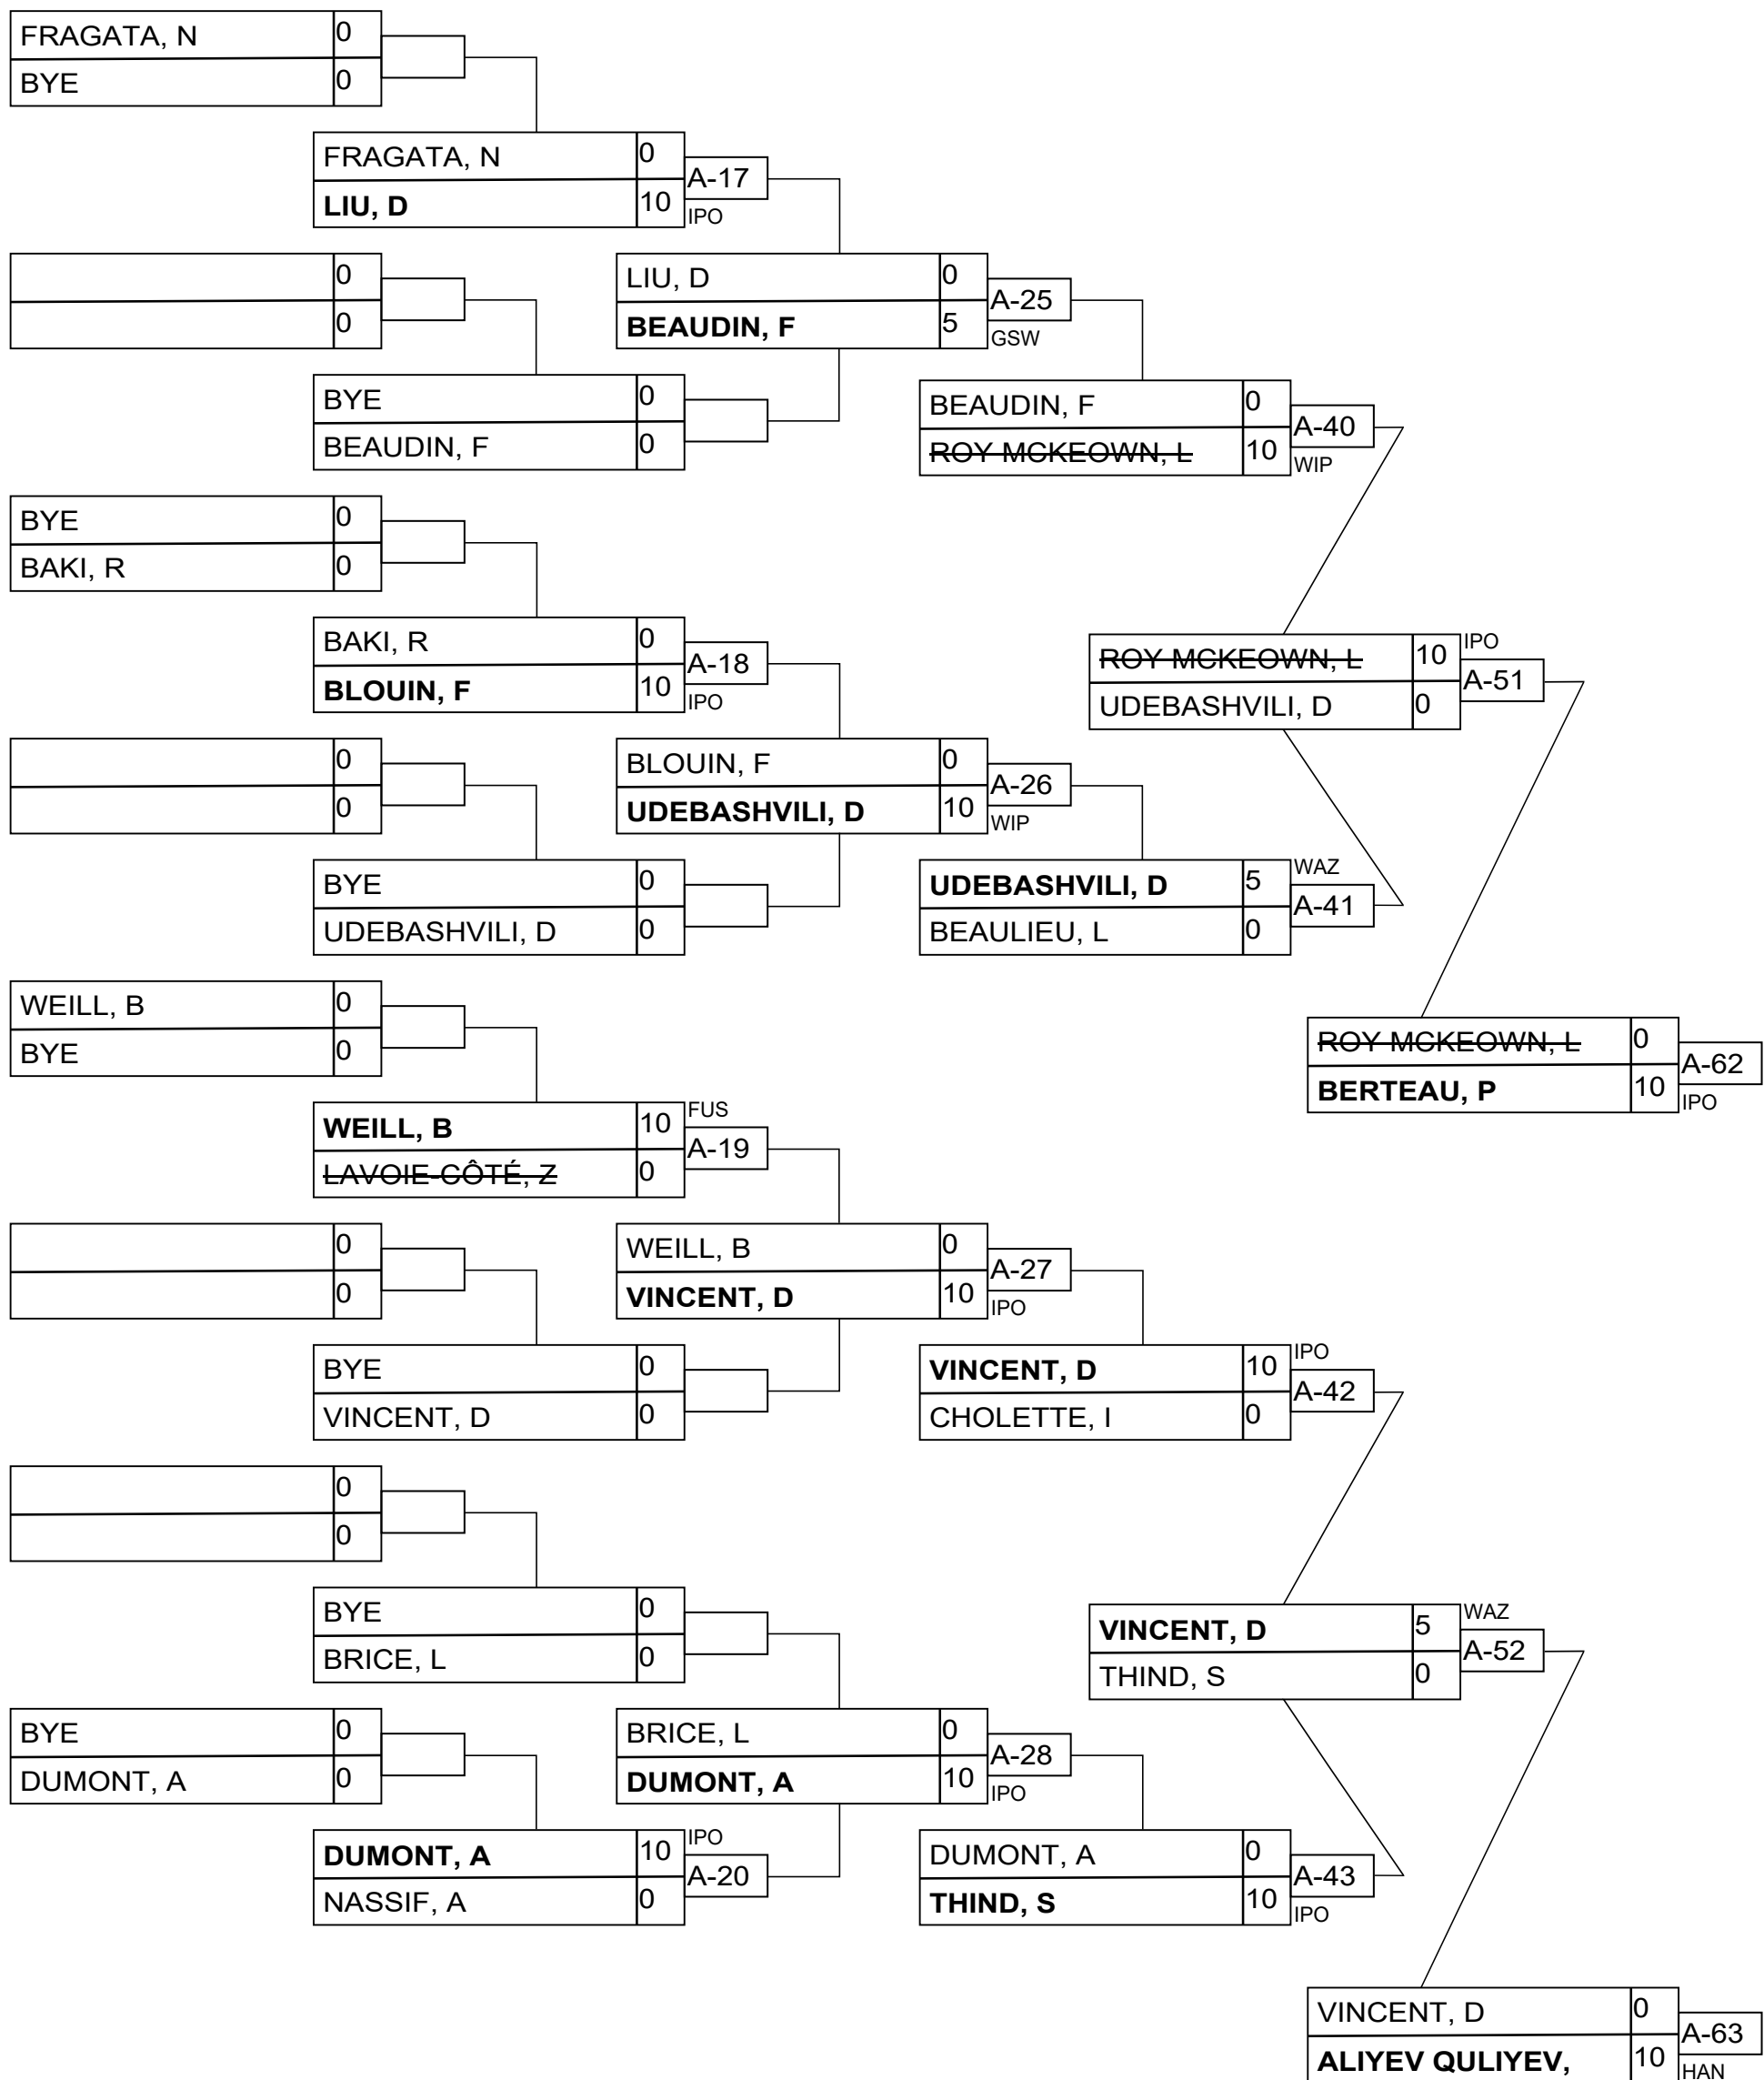 FRAGATA, N 0
BYE 0
FRAGATA, N 0
A-17
LIU, D 10
IPO
0
0
LIU, D 0
A-25
BEAUDIN, F 5
GSW
BYE 0
BEAUDIN, F 0
BEAUDIN, F 0
A-40
ROY MCKEOWN, L 10
WIP
BYE 0
BAKI, R 0
BAKI, R 0
A-18
BLOUIN, F 10
IPO
ROY MCKEOWN, L 10
IPO
A-51
UDEBASHVILI, D 0
0
0
BLOUIN, F 0
A-26
UDEBASHVILI, D 10
WIP
BYE 0
UDEBASHVILI, D 0
UDEBASHVILI, D 5
WAZ
A-41
BEAULIEU, L 0
WEILL, B 0
BYE 0
ROY MCKEOWN, L 0
A-62
BERTEAU, P 10
IPO
WEILL, B 10
FUS
A-19
LAVOIE-CÔTÉ, Z 0
0
0
WEILL, B 0
A-27
VINCENT, D 10
IPO
BYE 0
VINCENT, D 0
VINCENT, D 10
IPO
A-42
CHOLETTE, I 0
0
0
BYE 0
BRICE, L 0
VINCENT, D 5
WAZ
A-52
THIND, S 0
BYE 0
DUMONT, A 0
BRICE, L 0
A-28
DUMONT, A 10
IPO
DUMONT, A 10
IPO
A-20
NASSIF, A 0
DUMONT, A 0
A-43
THIND, S 10
IPO
VINCENT, D 0
A-63
ALIYEV QULIYEV, 10
HAN